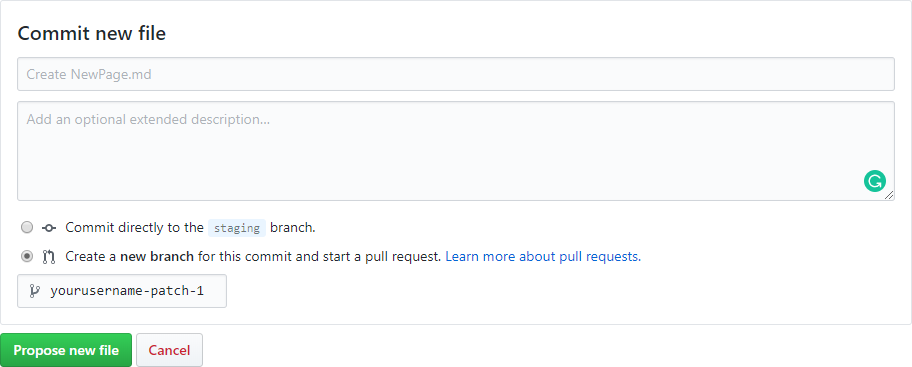 Commit new file
Create NewPage.md
Add an optional extended description...
Commit directly to the staging branch.
Create a new branch for this commit and start a pull request. Learn more about pull requests.
yourusername-patch-1
Propose new file Cancel